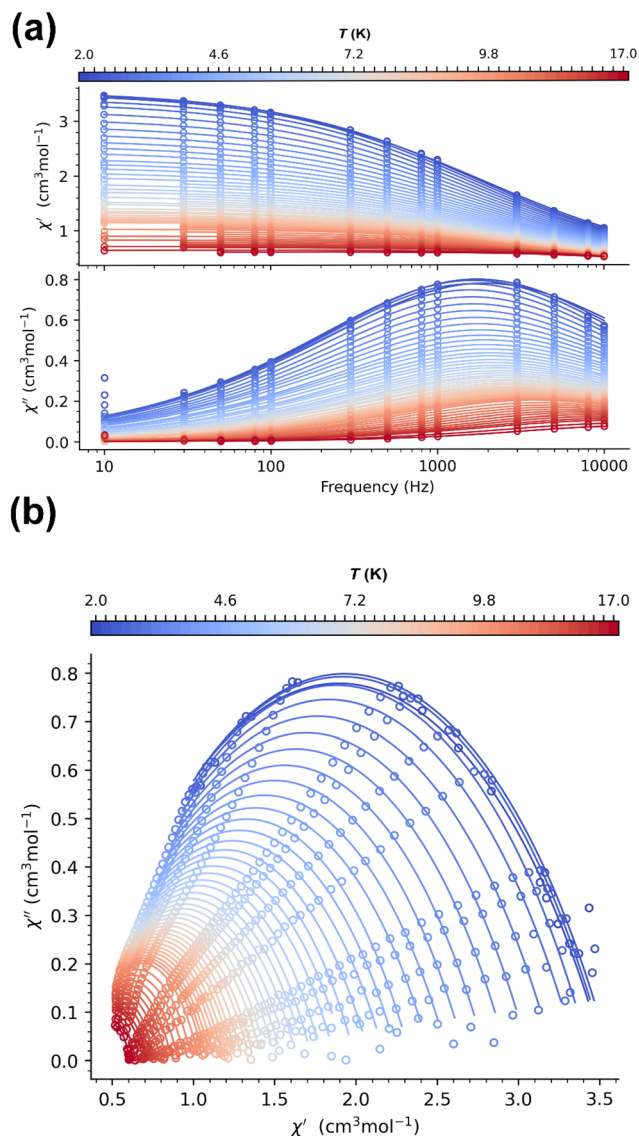 (a)
T (K)
2.0 4.6 7.2 9.8 17.0
3
2
1
χ′ (cm³mol⁻¹)
0.8
0.6
0.4
0.2
0.0
χ″ (cm³mol⁻¹)
10 100 1000 10000
Frequency (Hz)
(b)
T (K)
2.0 4.6 7.2 9.8 17.0
0.8
0.7
0.6
0.5
0.4
0.3
0.2
0.1
0.0
χ″ (cm³mol⁻¹)
0.5 1.0 1.5 2.0 2.5 3.0 3.5
χ′ (cm³mol⁻¹)